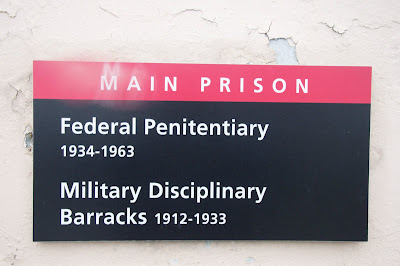 MAIN PRISON
Federal Penitentiary
1934-1963
Military Disciplinary
Barracks 1912-1933